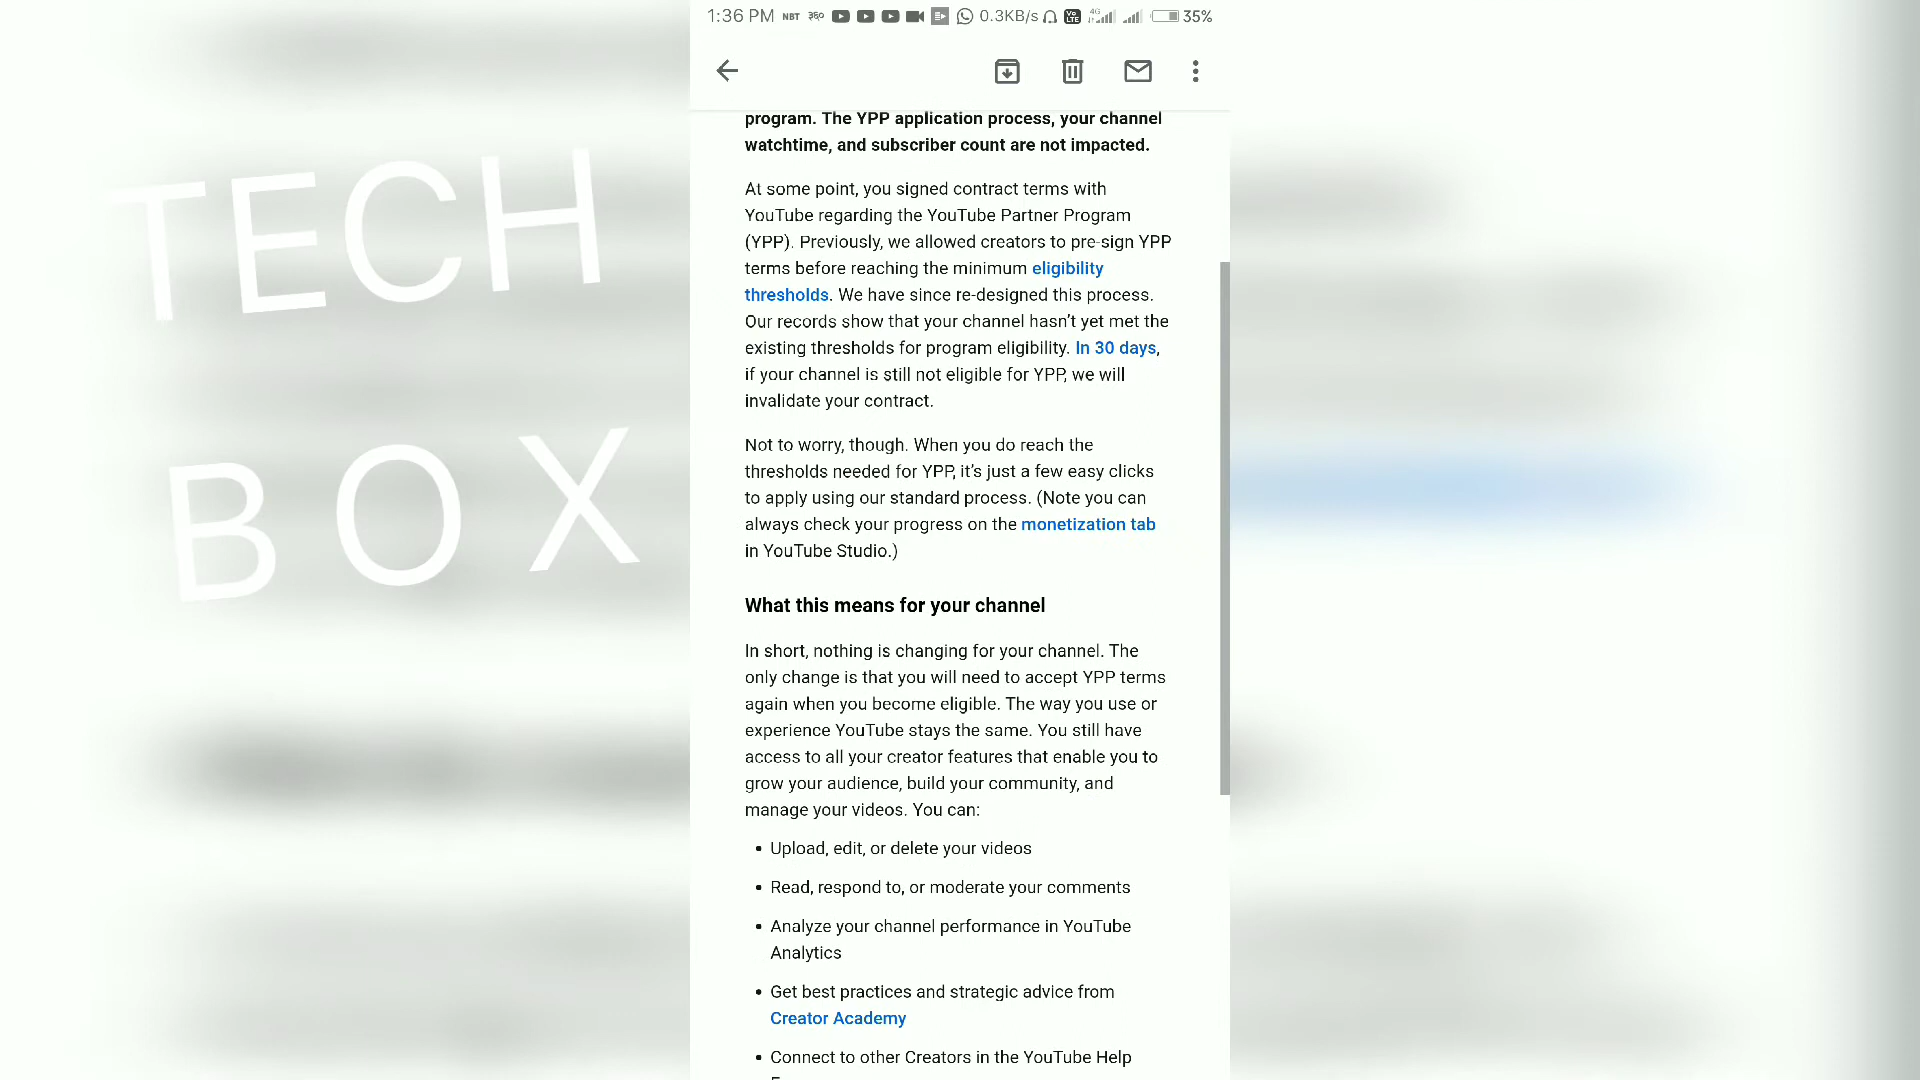 1:36 PM NBT 360 0.3KB/s Vo LTE 4G 35%
TECH
BOX
program. The YPP application process, your channel
watchtime, and subscriber count are not impacted.
At some point, you signed contract terms with
YouTube regarding the YouTube Partner Program
(YPP). Previously, we allowed creators to pre-sign YPP
terms before reaching the minimum eligibility
thresholds. We have since re-designed this process.
Our records show that your channel hasn’t yet met the
existing thresholds for program eligibility. In 30 days,
if your channel is still not eligible for YPP, we will
invalidate your contract.
Not to worry, though. When you do reach the
thresholds needed for YPP, it’s just a few easy clicks
to apply using our standard process. (Note you can
always check your progress on the monetization tab
in YouTube Studio.)
What this means for your channel
In short, nothing is changing for your channel. The
only change is that you will need to accept YPP terms
again when you become eligible. The way you use or
experience YouTube stays the same. You still have
access to all your creator features that enable you to
grow your audience, build your community, and
manage your videos. You can:
• Upload, edit, or delete your videos
• Read, respond to, or moderate your comments
• Analyze your channel performance in YouTube
Analytics
• Get best practices and strategic advice from
Creator Academy
• Connect to other Creators in the YouTube Help